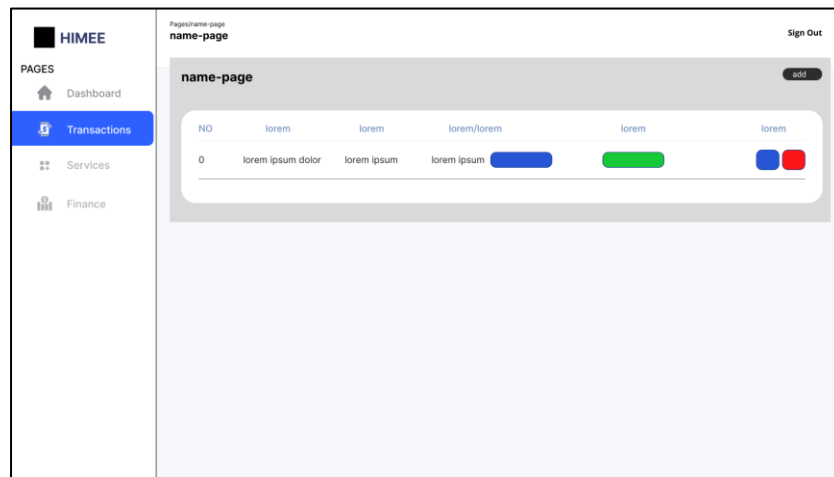 HIMEE
PAGES
Dashboard
Transactions
Services
Finance
Pages/name-page
name-page
Sign Out
name-page
add
NO lorem lorem lorem/lorem lorem lorem
0 lorem ipsum dolor lorem ipsum lorem ipsum